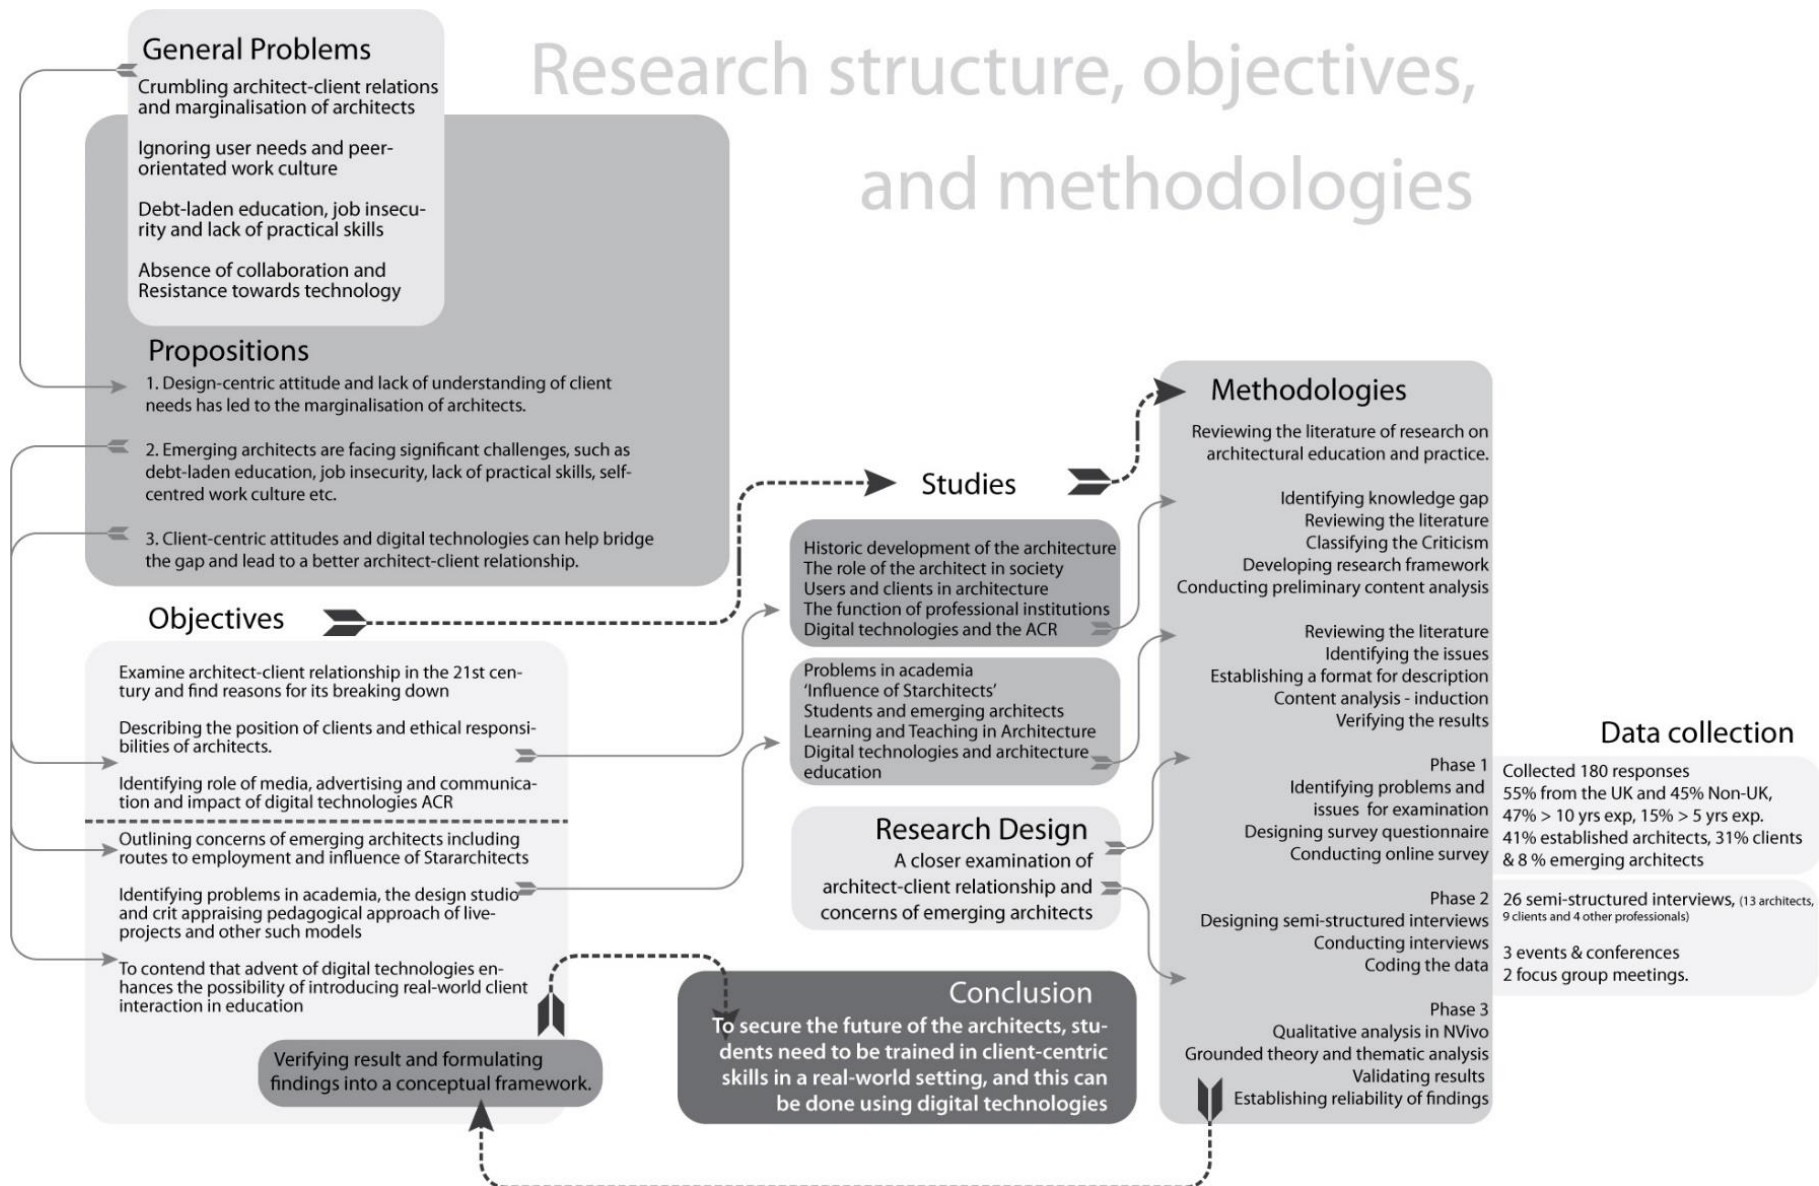 Research structure, objectives,
and methodologies
General Problems
Crumbling architect-client relations
and marginalisation of architects
Ignoring user needs and peer-
orientated work culture
Debt-laden education, job insecu-
rity and lack of practical skills
Absence of collaboration and
Resistance towards technology
Propositions
1. Design-centric attitude and lack of understanding of client
needs has led to the marginalisation of architects.
2. Emerging architects are facing significant challenges, such as
debt-laden education, job insecurity, lack of practical skills, self-
centred work culture etc.
3. Client-centric attitudes and digital technologies can help bridge
the gap and lead to a better architect-client relationship.
Objectives
Examine architect-client relationship in the 21st cen-
tury and find reasons for its breaking down
Describing the position of clients and ethical responsi-
bilities of architects.
Identifying role of media, advertising and communica-
tion and impact of digital technologies ACR
Outlining concerns of emerging architects including
routes to employment and influence of Stararchitects
Identifying problems in academia, the design studio
and crit appraising pedagogical approach of live-
projects and other such models
To contend that advent of digital technologies en-
hances the possibility of introducing real-world client
interaction in education
Verifying result and formulating
findings into a conceptual framework.
Studies
Historic development of the architecture
The role of the architect in society
Users and clients in architecture
The function of professional institutions
Digital technologies and the ACR
Problems in academia
‘Influence of Starchitects’
Students and emerging architects
Learning and Teaching in Architecture
Digital technologies and architecture
education
Research Design
A closer examination of
architect-client relationship and
concerns of emerging architects
Conclusion
To secure the future of the architects, stu-
dents need to be trained in client-centric
skills in a real-world setting, and this can
be done using digital technologies
Methodologies
Reviewing the literature of research on
architectural education and practice.
Identifying knowledge gap
Reviewing the literature
Classifying the Criticism
Developing research framework
Conducting preliminary content analysis
Reviewing the literature
Identifying the issues
Establishing a format for description
Content analysis - induction
Verifying the results
Phase 1
Identifying problems and
issues for examination
Designing survey questionnaire
Conducting online survey
Phase 2
Designing semi-structured interviews
Conducting interviews
Coding the data
Phase 3
Qualitative analysis in NVivo
Grounded theory and thematic analysis
Validating results
Establishing reliability of findings
Data collection
Collected 180 responses
55% from the UK and 45% Non-UK,
47% > 10 yrs exp, 15% > 5 yrs exp.
41% established architects, 31% clients
& 8 % emerging architects
26 semi-structured interviews, (13 architects,
9 clients and 4 other professionals)
3 events & conferences
2 focus group meetings.